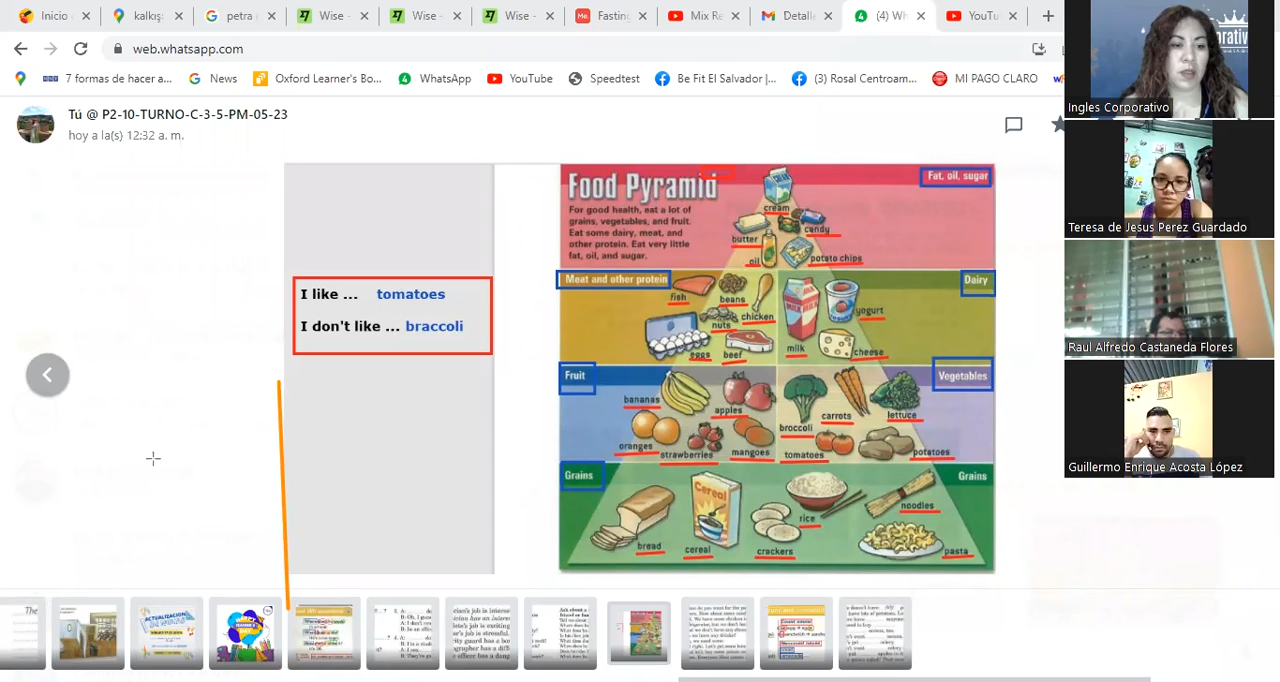 Inicio
kalkış
petra
Wise -
Wise -
Wise -
Me.
Fasting
Mix Re
Detall
(4) Wh
YouTu
web.whatsapp.com
7 formas de hacer a...
News
Oxford Learner's Bo...
WhatsApp
YouTube
Speedtest
Be Fit El Salvador |...
(3) Rosal Centroam...
MI PAGO CLARO
Tú @ P2-10-TURNO-C-3-5-PM-05-23
hoy a la(s) 12:32 a. m.
I like ... tomatoes
I don't like ... braccoli
Food Pyramid
For good health, eat a lot of
grains, vegetables, and fruit.
Eat some dairy, meat, and
other protein. Eat very little
fat, oil, and sugar.
Fat, oil, sugar
cream
candy
butter
oil
potato chips
Meat and other protein
Dairy
fish
beans
chicken
nuts
eggs
beef
milk
yogurt
cheese
Fruit
Vegetables
bananas
apples
oranges
strawberries
mangoes
broccoli
carrots
lettuce
tomatoes
potatoes
Grains
Grains
bread
Cereal
cereal
crackers
rice
noodles
pasta
Ingles Corporativo
Teresa de Jesus Perez Guardado
Raul Alfredo Castaneda Flores
Guillermo Enrique Acosta López